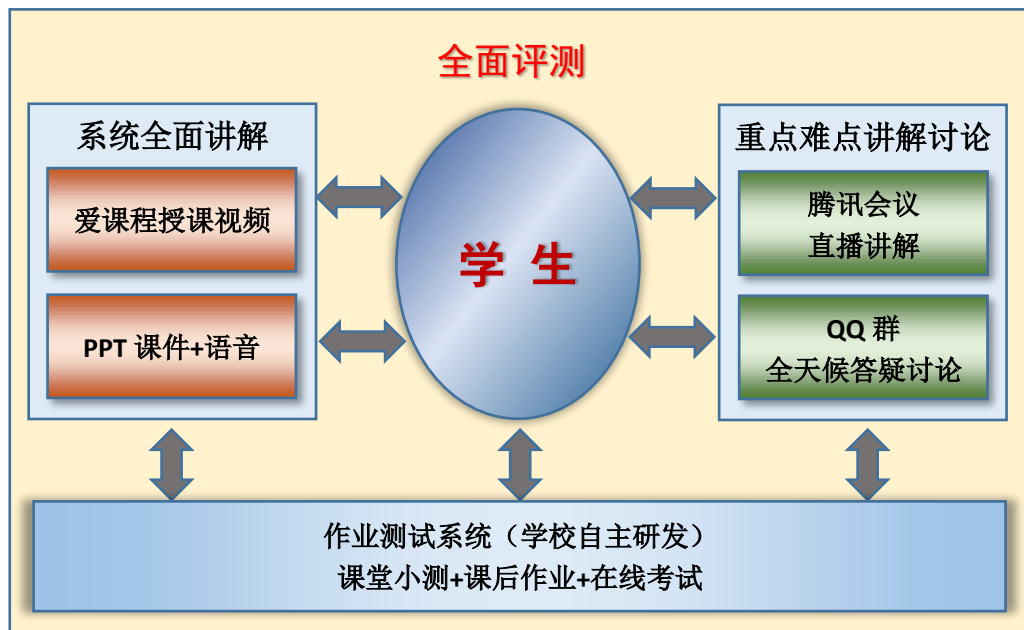 全面评测
系统全面讲解
爱课程授课视频
PPT 课件+语音
学 生
重点难点讲解讨论
腾讯会议
直播讲解
QQ 群
全天候答疑讨论
作业测试系统（学校自主研发）
课堂小测+课后作业+在线考试